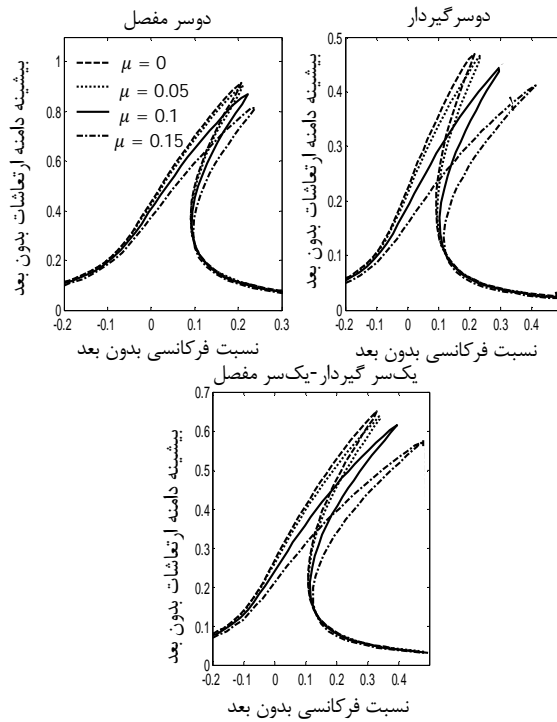 دوسر مفصل
بیشینه دامنه ارتعاشات بدون بعد
1
0.8
0.6
0.4
0.2
0
μ = 0
μ = 0.05
μ = 0.1
μ = 0.15
-0.2 -0.1 0 0.1 0.2 0.3
نسبت فرکانسی بدون بعد
دوسرگیردار
بیشینه دامنه ارتعاشات بدون بعد
0.5
0.4
0.3
0.2
0.1
0
-0.2 -0.1 0 0.1 0.2 0.3 0.4
نسبت فرکانسی بدون بعد
یک‌سر گیردار-یک‌سر مفصل
بیشینه دامنه ارتعاشات بدون بعد
0.7
0.6
0.5
0.4
0.3
0.2
0.1
0
-0.2 -0.1 0 0.1 0.2 0.3 0.4
نسبت فرکانسی بدون بعد